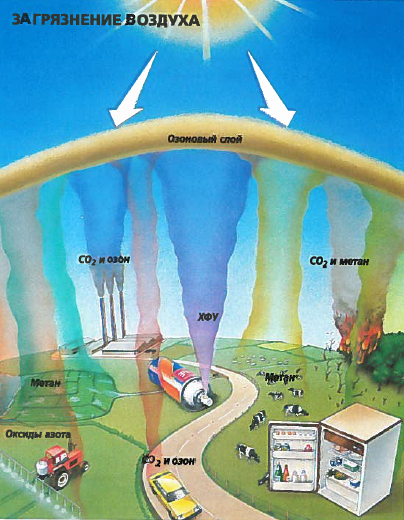 ЗАГРЯЗНЕНИЕ ВОЗДУХА
Озоновый слой
CO₂ и озон
CO₂ и метан
ХФУ
Метан
Метан
Оксиды азота
CO₂ и озон